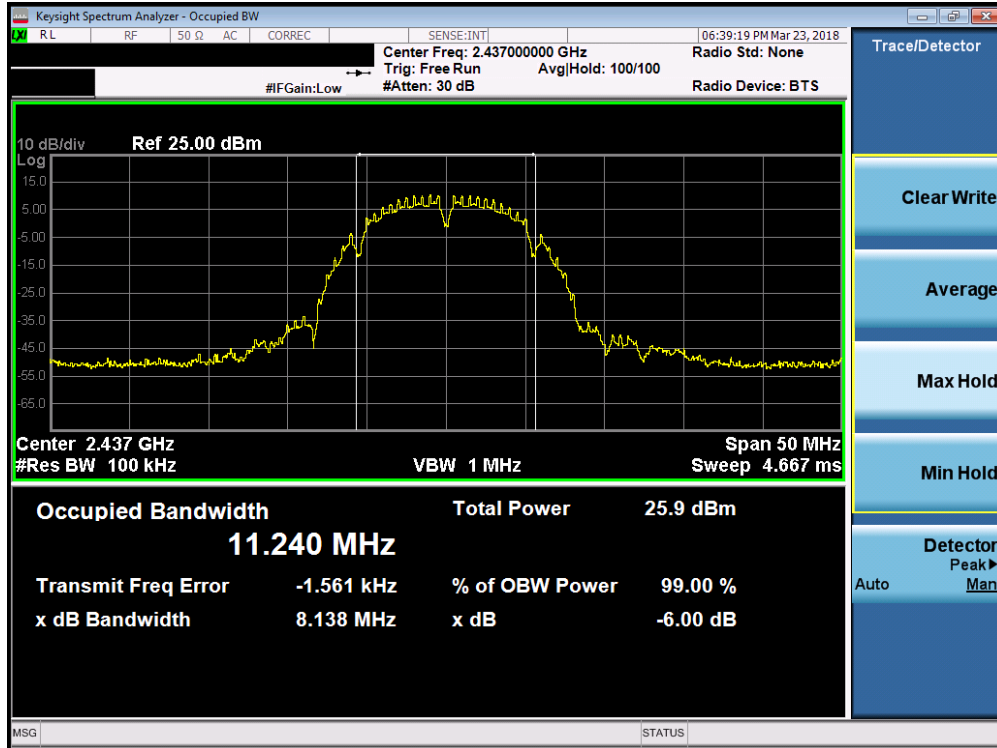 Keysight Spectrum Analyzer - Occupied BW
LXI RL RF 50 Ω AC CORREC SENSE:INT 06:39:19 PM Mar 23, 2018
Center Freq: 2.437000000 GHz Radio Std: None
Trig: Free Run Avg|Hold: 100/100
#IFGain:Low #Atten: 30 dB Radio Device: BTS
10 dB/div Ref 25.00 dBm
Log
15.0
5.00
-5.00
-15.0
-25.0
-35.0
-45.0
-55.0
-65.0
Center 2.437 GHz Span 50 MHz
#Res BW 100 kHz VBW 1 MHz Sweep 4.667 ms
Occupied Bandwidth Total Power 25.9 dBm
11.240 MHz
Transmit Freq Error -1.561 kHz % of OBW Power 99.00 %
x dB Bandwidth 8.138 MHz x dB -6.00 dB
MSG STATUS
Trace/Detector
Clear Write
Average
Max Hold
Min Hold
Detector
Peak▶
Auto Man